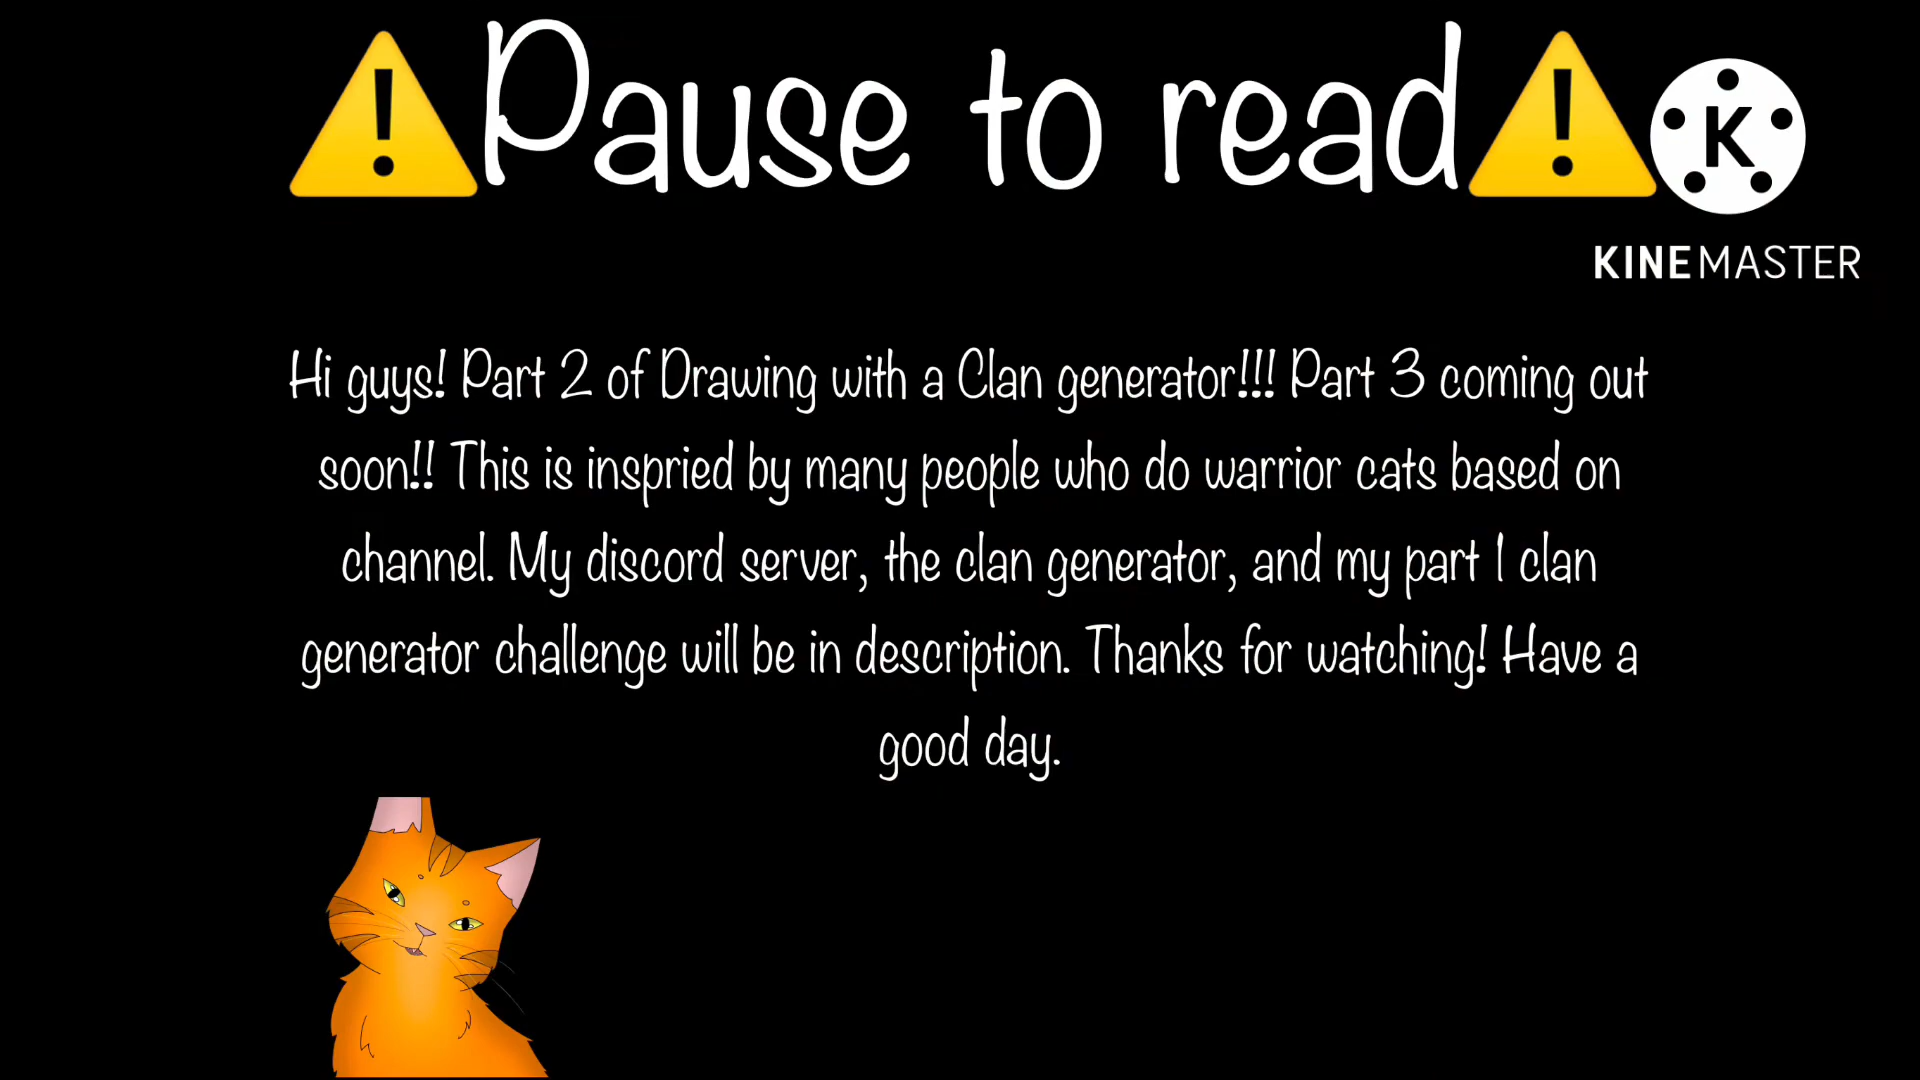 ⚠️Pause to read⚠️
K
KINEMASTER
Hi guys! Part 2 of Drawing with a Clan generator!!! Part 3 coming out
soon!! This is inspried by many people who do warrior cats based on
channel. My discord server, the clan generator, and my part 1 clan
generator challenge will be in description. Thanks for watching! Have a
good day.